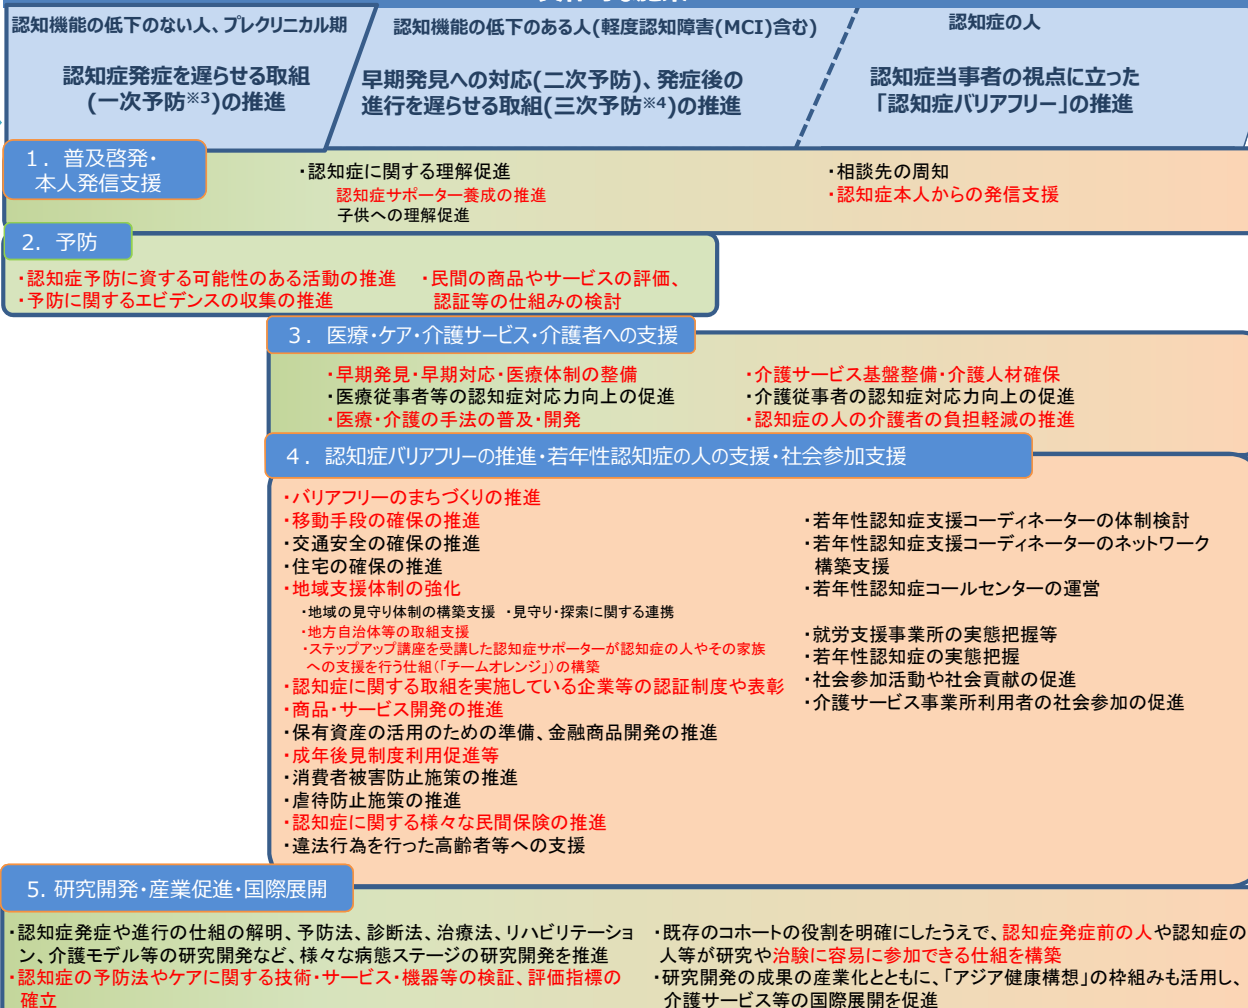 認知機能の低下のない人、プレクリニカル期
認知症発症を遅らせる取組
(一次予防※3)の推進
認知機能の低下のある人(軽度認知障害(MCI)含む)
早期発見への対応(二次予防)、発症後の
進行を遅らせる取組(三次予防※4)の推進
認知症の人
認知症当事者の視点に立った
「認知症バリアフリー」の推進
1．普及啓発・
本人発信支援
・認知症に関する理解促進
認知症サポーター養成の推進
子供への理解促進
・相談先の周知
・認知症本人からの発信支援
2．予防
・認知症予防に資する可能性のある活動の推進
・予防に関するエビデンスの収集の推進
・民間の商品やサービスの評価、
認証等の仕組みの検討
3．医療・ケア・介護サービス・介護者への支援
・早期発見・早期対応・医療体制の整備
・医療従事者等の認知症対応力向上の促進
・医療・介護の手法の普及・開発
・介護サービス基盤整備・介護人材確保
・介護従事者の認知症対応力向上の促進
・認知症の人の介護者の負担軽減の推進
4．認知症バリアフリーの推進・若年性認知症の人の支援・社会参加支援
・バリアフリーのまちづくりの推進
・移動手段の確保の推進
・交通安全の確保の推進
・住宅の確保の推進
・地域支援体制の強化
・地域の見守り体制の構築支援 ・見守り・探索に関する連携
・地方自治体等の取組支援
・ステップアップ講座を受講した認知症サポーターが認知症の人やその家族
への支援を行う仕組(「チームオレンジ」)の構築
・認知症に関する取組を実施している企業等の認証制度や表彰
・商品・サービス開発の推進
・保有資産の活用のための準備、金融商品開発の推進
・成年後見制度利用促進等
・消費者被害防止施策の推進
・虐待防止施策の推進
・認知症に関する様々な民間保険の推進
・違法行為を行った高齢者等への支援
・若年性認知症支援コーディネーターの体制検討
・若年性認知症支援コーディネーターのネットワーク
構築支援
・若年性認知症コールセンターの運営
・就労支援事業所の実態把握等
・若年性認知症の実態把握
・社会参加活動や社会貢献の促進
・介護サービス事業所利用者の社会参加の促進
5．研究開発・産業促進・国際展開
・認知症発症や進行の仕組の解明、予防法、診断法、治療法、リハビリテーショ
ン、介護モデル等の研究開発など、様々な病態ステージの研究開発を推進
・認知症の予防法やケアに関する技術・サービス・機器等の検証、評価指標の
確立
・既存のコホートの役割を明確にしたうえで、認知症発症前の人や認知症の
人等が研究や治験に容易に参加できる仕組を構築
・研究開発の成果の産業化とともに、「アジア健康構想」の枠組みも活用し、
介護サービス等の国際展開を促進